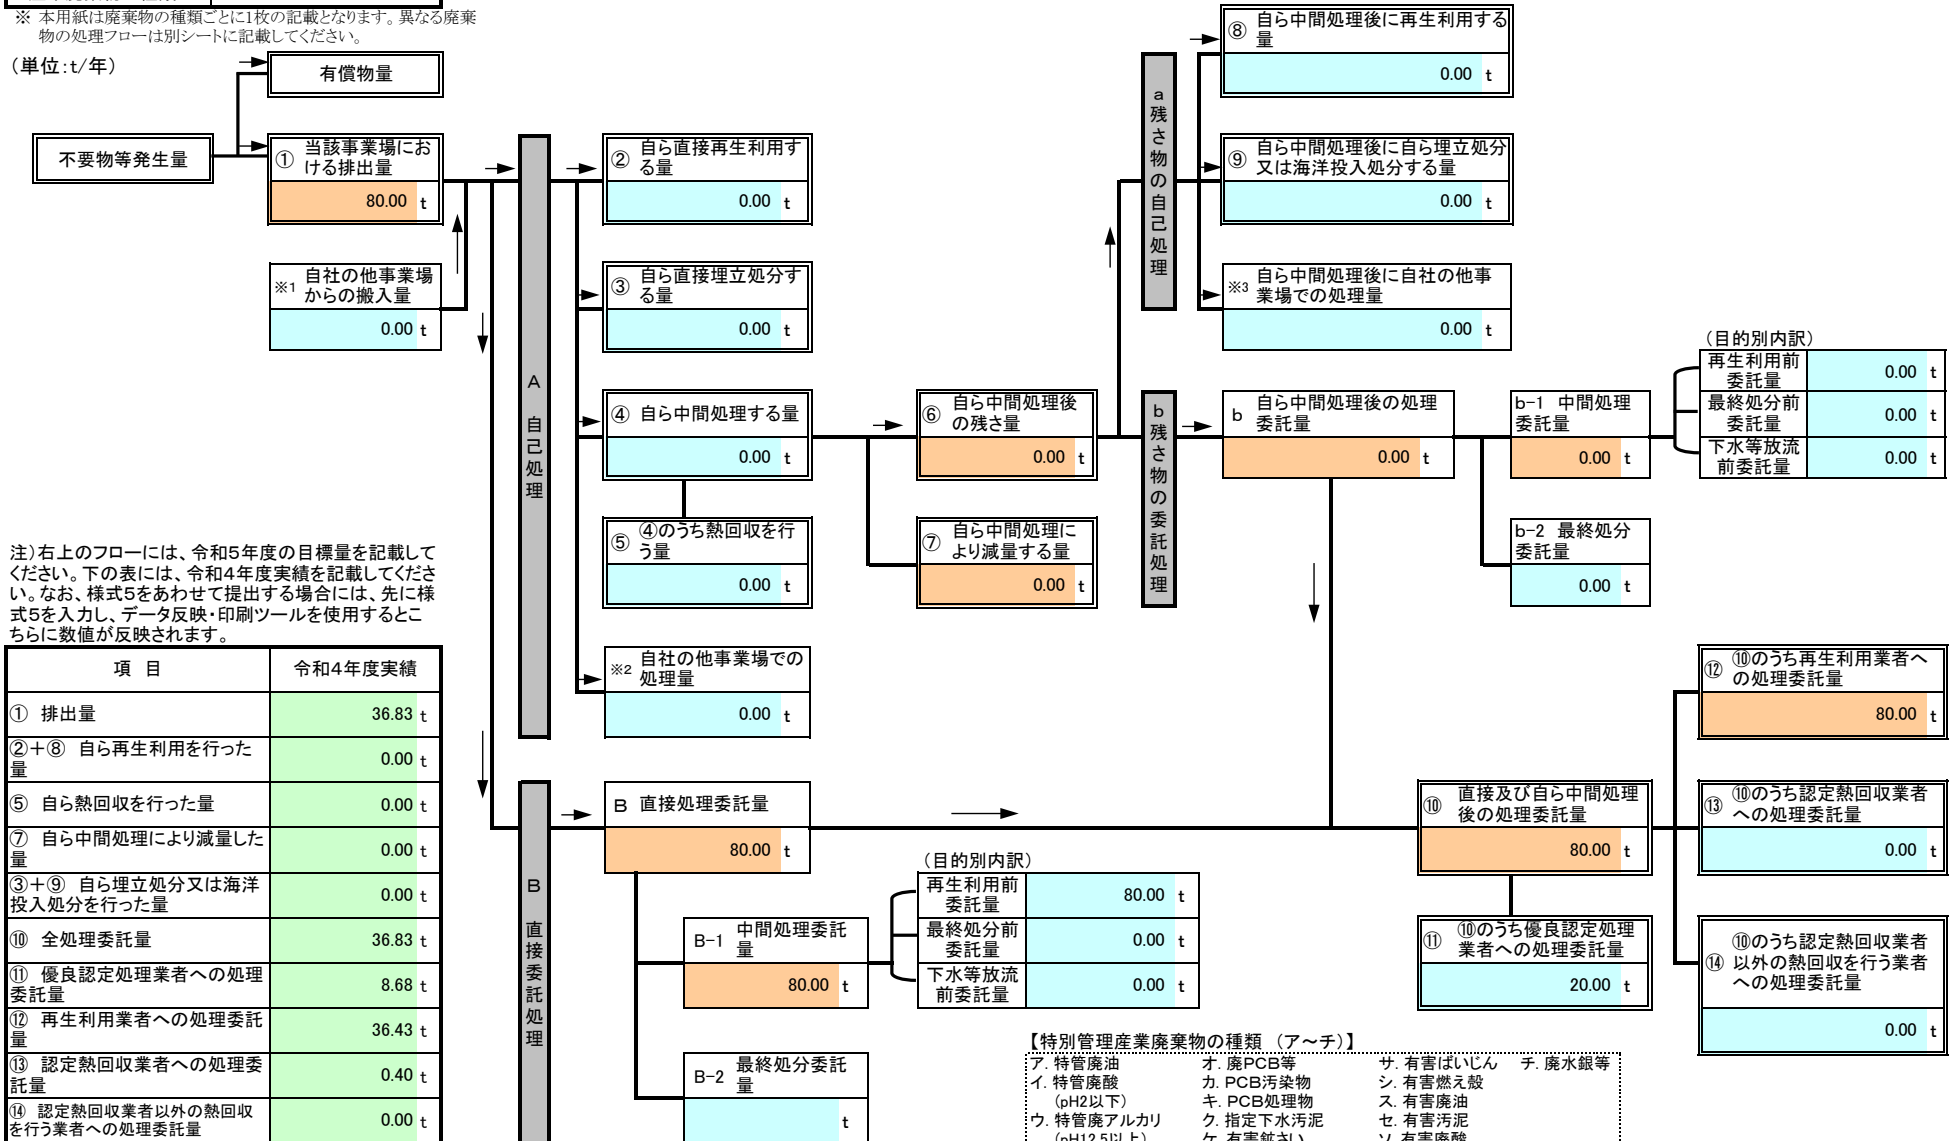 ※ 本用紙は廃棄物の種類ごとに1枚の記載となります。異なる廃棄
物の処理フローは別シートに記載してください。
（単位:t/年）
有償物量
不要物等発生量
① 当該事業場にお
ける排出量
80.00 t
※1 自社の他事業場
からの搬入量
0.00 t
A 自己処理
② 自ら直接再生利用す
る量
0.00 t
③ 自ら直接埋立処分す
る量
0.00 t
④ 自ら中間処理する量
0.00 t
⑤ ④のうち熱回収を行
う量
0.00 t
※2 自社の他事業場での
処理量
0.00 t
⑥ 自ら中間処理後
の残さ量
0.00 t
⑦ 自ら中間処理に
より減量する量
0.00 t
a 残さ物の自己処理
⑧ 自ら中間処理後に再生利用する
量
0.00 t
⑨ 自ら中間処理後に自ら埋立処分
又は海洋投入処分する量
0.00 t
※3 自ら中間処理後に自社の他事
業場での処理量
0.00 t
b 残さ物の委託処理
b 自ら中間処理後の処理
委託量
0.00 t
b-1 中間処理
委託量
0.00 t
b-2 最終処分
委託量
0.00 t
（目的別内訳）
再生利用前
委託量
0.00 t
最終処分前
委託量
0.00 t
下水等放流
前委託量
0.00 t
注）右上のフローには、令和5年度の目標量を記載して
ください。下の表には、令和4年度実績を記載してくださ
い。なお、様式5をあわせて提出する場合には、先に様
式5を入力し、データ反映・印刷ツールを使用するとこ
ちらに数値が反映されます。
項 目 令和4年度実績
① 排出量 36.83 t
②＋⑧ 自ら再生利用を行った
量 0.00 t
⑤ 自ら熱回収を行った量 0.00 t
⑦ 自ら中間処理により減量した
量 0.00 t
③＋⑨ 自ら埋立処分又は海洋
投入処分を行った量 0.00 t
⑩ 全処理委託量 36.83 t
⑪ 優良認定処理業者への処理
委託量 8.68 t
⑫ 再生利用業者への処理委託
量 36.43 t
⑬ 認定熱回収業者への処理委
託量 0.40 t
⑭ 認定熱回収業者以外の熱回収
を行う業者への処理委託量 0.00 t
B 直接委託処理
B 直接処理委託量
80.00 t
B-1 中間処理委託
量
80.00 t
B-2 最終処分委託
量
t
（目的別内訳）
再生利用前
委託量
80.00 t
最終処分前
委託量
0.00 t
下水等放流
前委託量
0.00 t
⑩ 直接及び自ら中間処理
後の処理委託量
80.00 t
⑪ ⑩のうち優良認定処理
業者への処理委託量
20.00 t
⑫ ⑩のうち再生利用業者へ
の処理委託量
80.00 t
⑬ ⑩のうち認定熱回収業者
への処理委託量
0.00 t
⑭ ⑩のうち認定熱回収業者
以外の熱回収を行う業者
への処理委託量
0.00 t
【特別管理産業廃棄物の種類 （ア～チ）】
ア. 特管廃油 オ. 廃PCB等 サ. 有害ばいじん チ. 廃水銀等
イ. 特管廃酸 カ. PCB汚染物 シ. 有害燃え殻
（pH2以下） キ. PCB処理物 ス. 有害廃油
ウ. 特管廃アルカリ ク. 指定下水汚泥 セ. 有害汚泥
（pH12.5以上） ケ. 有害鉱さい ソ. 有害廃酸